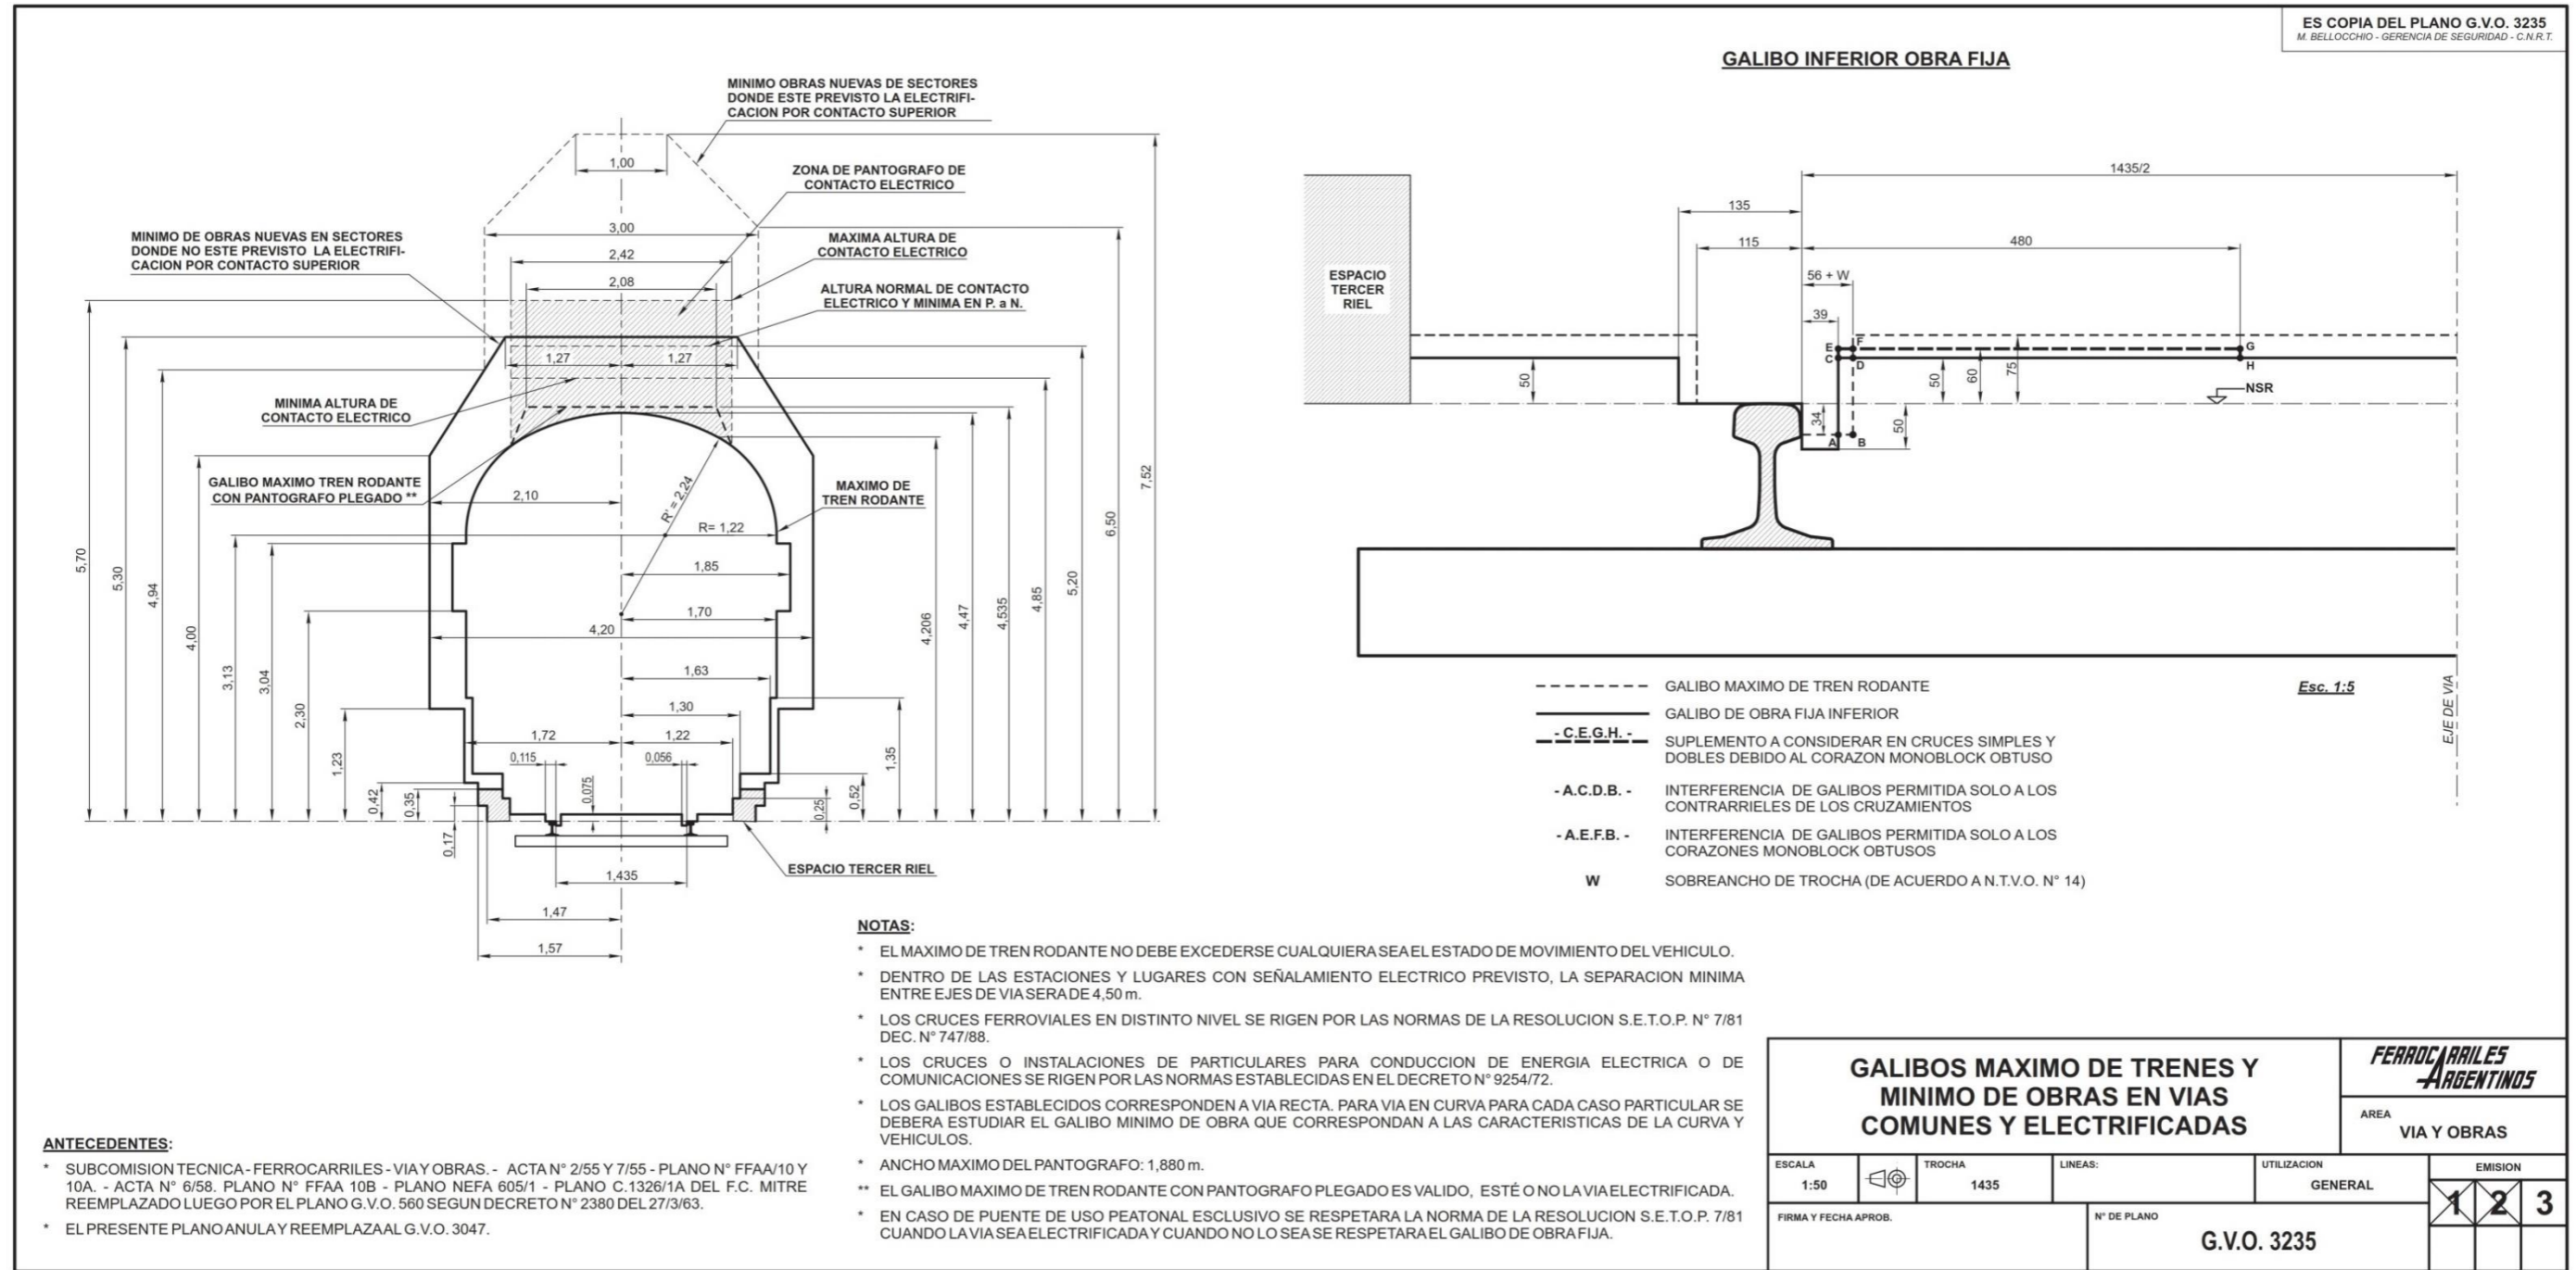 ES COPIA DEL PLANO G.V.O. 3235
M. BELLOCCHIO - GERENCIA DE SEGURIDAD - C.N.R.T.
MINIMO OBRAS NUEVAS DE SECTORES
DONDE ESTE PREVISTO LA ELECTRIFI-
CACION POR CONTACTO SUPERIOR
1,00
ZONA DE PANTOGRAFO DE
CONTACTO ELECTRICO
MINIMO DE OBRAS NUEVAS EN SECTORES
DONDE NO ESTE PREVISTO LA ELECTRIFI-
CACION POR CONTACTO SUPERIOR
3,00
MAXIMA ALTURA DE
CONTACTO ELECTRICO
2,42
2,08
ALTURA NORMAL DE CONTACTO
ELECTRICO Y MINIMA EN P. a N.
1,27
1,27
MINIMA ALTURA DE
CONTACTO ELECTRICO
GALIBO MAXIMO TREN RODANTE
CON PANTOGRAFO PLEGADO **
2,10
R' = 2,24
MAXIMO DE
TREN RODANTE
R= 1,22
1,85
1,70
4,20
1,63
1,30
1,72
1,22
0,115
0,056
0,075
5,70
5,30
4,94
4,00
3,13
3,04
2,30
1,23
0,42
0,35
0,17
0,25
0,52
1,35
4,206
4,47
4,535
4,85
5,20
6,50
7,52
ESPACIO TERCER RIEL
1,435
1,47
1,57
GALIBO INFERIOR OBRA FIJA
1435/2
135
115
480
ESPACIO
TERCER
RIEL
56 + W
39
E
F
G
C
D
H
50
50
60
75
NSR
34
50
A
B
EJE DE VIA
Esc. 1:5
GALIBO MAXIMO DE TREN RODANTE
GALIBO DE OBRA FIJA INFERIOR
- C.E.G.H. - SUPLEMENTO A CONSIDERAR EN CRUCES SIMPLES Y
DOBLES DEBIDO AL CORAZON MONOBLOCK OBTUSO
- A.C.D.B. - INTERFERENCIA DE GALIBOS PERMITIDA SOLO A LOS
CONTRARRIELES DE LOS CRUZAMIENTOS
- A.E.F.B. - INTERFERENCIA DE GALIBOS PERMITIDA SOLO A LOS
CORAZONES MONOBLOCK OBTUSOS
W SOBREANCHO DE TROCHA (DE ACUERDO A N.T.V.O. N° 14)
NOTAS:
* EL MAXIMO DE TREN RODANTE NO DEBE EXCEDERSE CUALQUIERA SEA EL ESTADO DE MOVIMIENTO DEL VEHICULO.
* DENTRO DE LAS ESTACIONES Y LUGARES CON SEÑALAMIENTO ELECTRICO PREVISTO, LA SEPARACION MINIMA
ENTRE EJES DE VIA SERA DE 4,50 m.
* LOS CRUCES FERROVIALES EN DISTINTO NIVEL SE RIGEN POR LAS NORMAS DE LA RESOLUCION S.E.T.O.P. N° 7/81
DEC. N° 747/88.
* LOS CRUCES O INSTALACIONES DE PARTICULARES PARA CONDUCCION DE ENERGIA ELECTRICA O DE
COMUNICACIONES SE RIGEN POR LAS NORMAS ESTABLECIDAS EN EL DECRETO N° 9254/72.
* LOS GALIBOS ESTABLECIDOS CORRESPONDEN A VIA RECTA. PARA VIA EN CURVA PARA CADA CASO PARTICULAR SE
DEBERA ESTUDIAR EL GALIBO MINIMO DE OBRA QUE CORRESPONDAN A LAS CARACTERISTICAS DE LA CURVA Y
VEHICULOS.
* ANCHO MAXIMO DEL PANTOGRAFO: 1,880 m.
** EL GALIBO MAXIMO DE TREN RODANTE CON PANTOGRAFO PLEGADO ES VALIDO, ESTÉ O NO LA VIA ELECTRIFICADA.
* EN CASO DE PUENTE DE USO PEATONAL ESCLUSIVO SE RESPETARA LA NORMA DE LA RESOLUCION S.E.T.O.P. 7/81
CUANDO LA VIA SEA ELECTRIFICADA Y CUANDO NO LO SEA SE RESPETARA EL GALIBO DE OBRA FIJA.
ANTECEDENTES:
* SUBCOMISION TECNICA - FERROCARRILES - VIA Y OBRAS. - ACTA N° 2/55 Y 7/55 - PLANO N° FFAA/10 Y
10A. - ACTA N° 6/58. PLANO N° FFAA 10B - PLANO NEFA 605/1 - PLANO C.1326/1A DEL F.C. MITRE
REEMPLAZADO LUEGO POR EL PLANO G.V.O. 560 SEGUN DECRETO N° 2380 DEL 27/3/63.
* EL PRESENTE PLANO ANULA Y REEMPLAZA AL G.V.O. 3047.
GALIBOS MAXIMO DE TRENES Y
MINIMO DE OBRAS EN VIAS
COMUNES Y ELECTRIFICADAS
FERROCARRILES
ARGENTINOS
AREA
VIA Y OBRAS
ESCALA
1:50
TROCHA
1435
LINEAS:
UTILIZACION
GENERAL
EMISION
1 2 3
FIRMA Y FECHA APROB.
N° DE PLANO
G.V.O. 3235